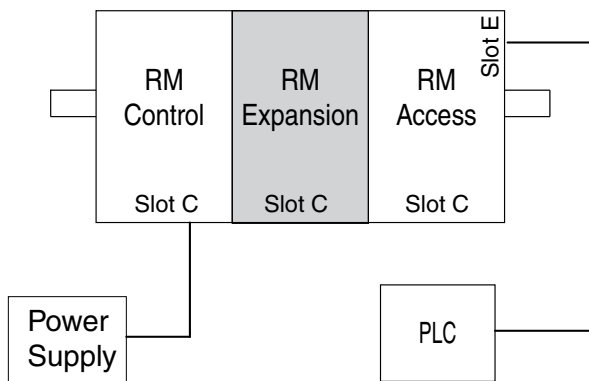 Slot E
RM
Control
RM
Expansion
RM
Access
Slot C
Slot C
Slot C
Power
Supply
PLC